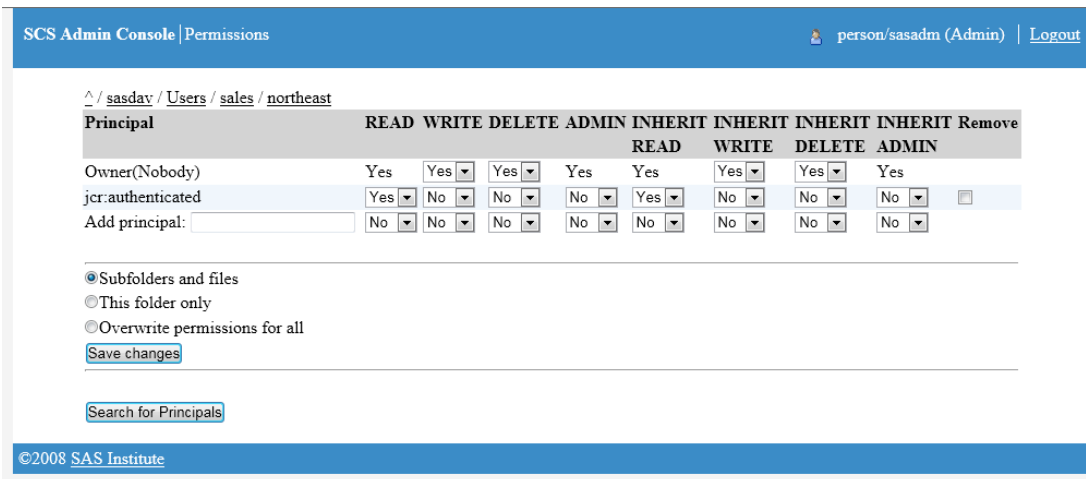 SCS Admin Console | Permissions person/sasadm (Admin) | Logout
^ / sasdav / Users / sales / northeast
Principal READ WRITE DELETE ADMIN INHERIT READ INHERIT WRITE INHERIT DELETE INHERIT ADMIN Remove
Owner(Nobody) Yes Yes Yes Yes Yes Yes Yes Yes
jcr:authenticated Yes No No No Yes No No No
Add principal: No No No No No No No No
Subfolders and files
This folder only
Overwrite permissions for all
Save changes
Search for Principals
©2008 SAS Institute